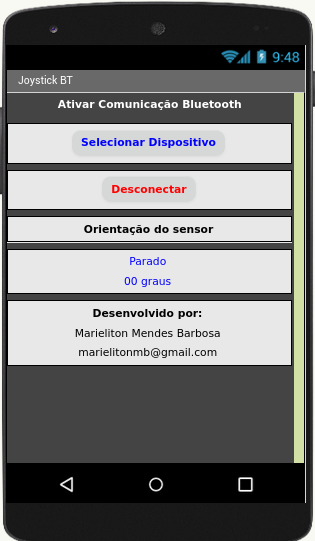 9:48
Joystick BT
Ativar Comunicação Bluetooth
Selecionar Dispositivo
Desconectar
Orientação do sensor
Parado
00 graus
Desenvolvido por:
Marieliton Mendes Barbosa
marielitonmb@gmail.com